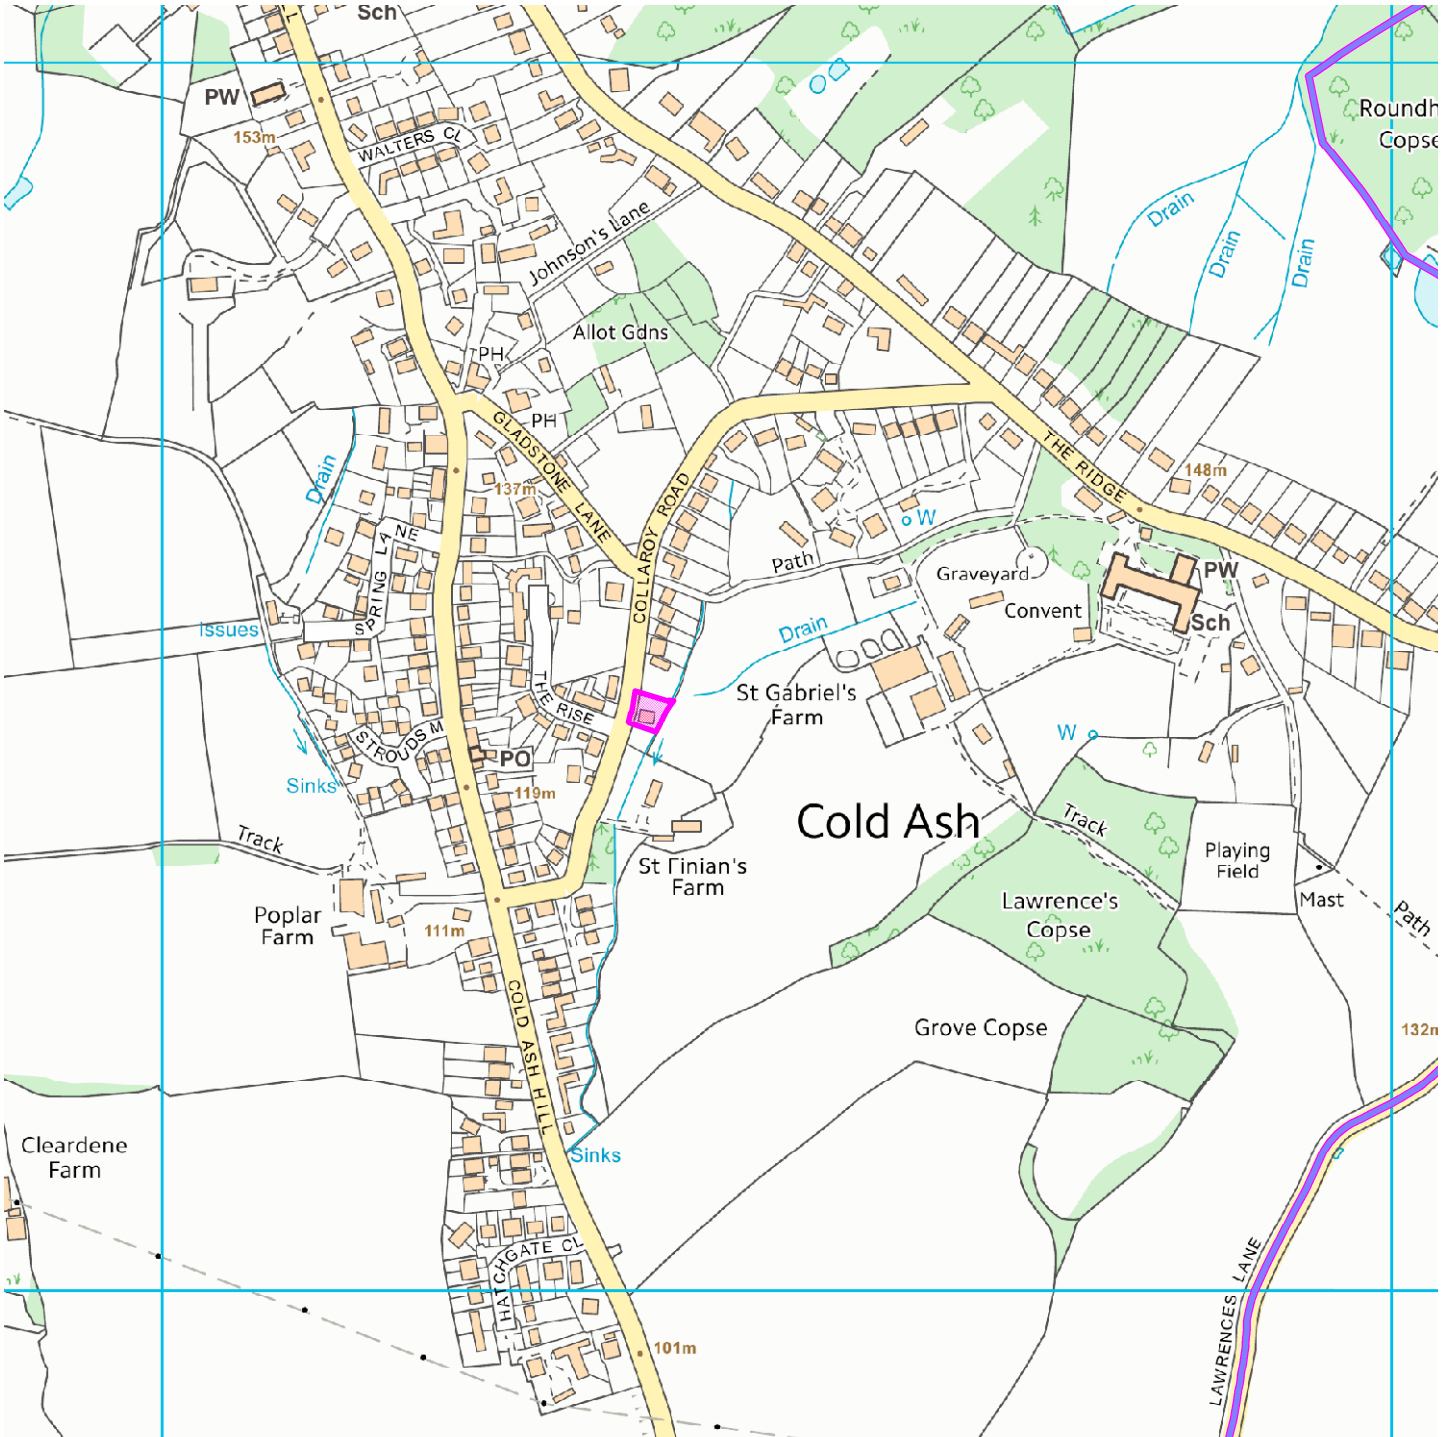 L
Sch
PW
153m
WALTERS CL
Roundh
Copse
Johnson's Lane
Drain
Drain
Drain
Allot Gdns
PH
PH
GLADSTONE LANE
137m
Drain
COLLAROY ROAD
THE RIDGE
148m
W
SPRING LANE
Path
Graveyard
Convent
PW
Sch
Issues
Drain
St Gabriel's
Farm
THE RISE
STROUDS M
PO
W
Sinks
119m
Cold Ash
Track
Track
St Finian's
Farm
Playing
Field
Mast
Path
Poplar
Farm
111m
Lawrence's
Copse
COLD ASH HILL
Grove Copse
132m
Cleardene
Farm
Sinks
HATCHGATE CL
LAWRENCES LANE
101m